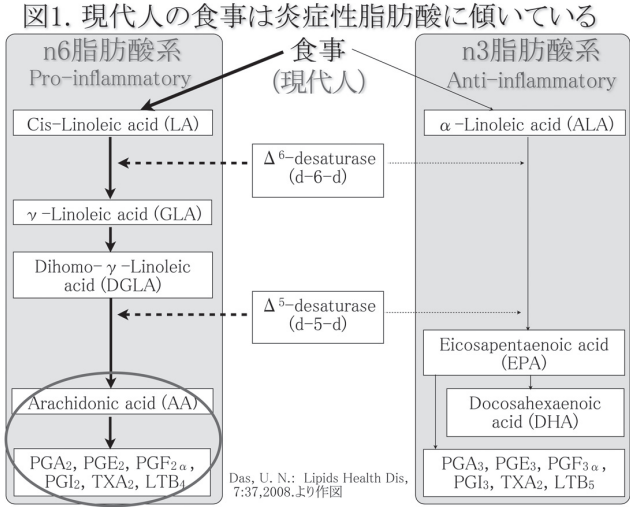 図1. 現代人の食事は炎症性脂肪酸に傾いている
n6脂肪酸系
Pro-inflammatory
食事
(現代人)
n3脂肪酸系
Anti-inflammatory
Cis-Linoleic acid (LA)
α-Linoleic acid (ALA)
Δ⁶-desaturase
(d-6-d)
γ-Linoleic acid (GLA)
Dihomo-γ-Linoleic
acid (DGLA)
Δ⁵-desaturase
(d-5-d)
Eicosapentaenoic acid
(EPA)
Arachidonic acid (AA)
Docosahexaenoic
acid (DHA)
PGA₂, PGE₂, PGF₂α,
PGI₂, TXA₂, LTB₄
Das, U. N.: Lipids Health Dis,
7:37,2008.より作図
PGA₃, PGE₃, PGF₃α,
PGI₃, TXA₂, LTB₅